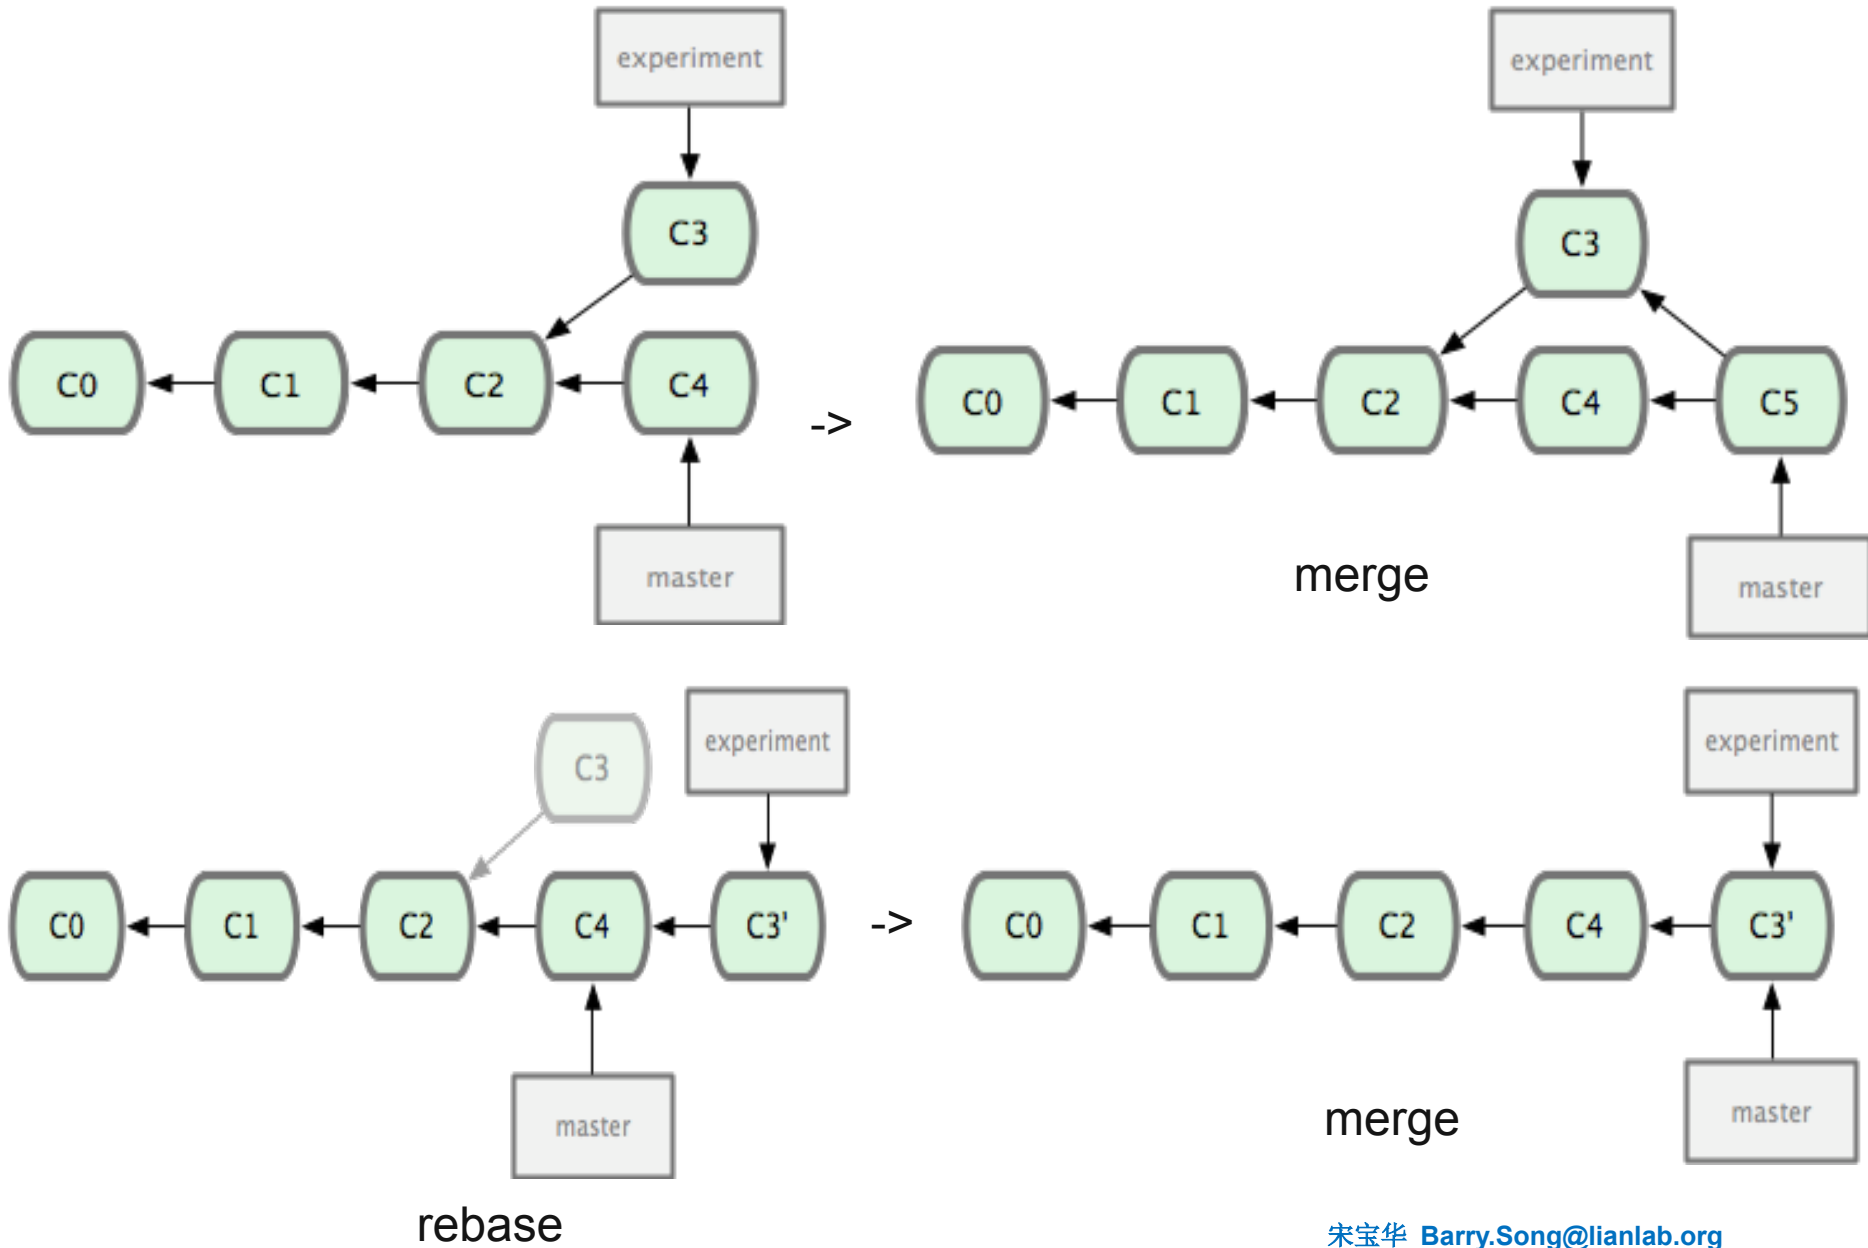 experiment
C3
C0
C1
C2
C4
master
->
experiment
C3
C0
C1
C2
C4
C5
merge
master
C3
experiment
C0
C1
C2
C4
C3'
master
rebase
->
experiment
C0
C1
C2
C4
C3'
merge
master
宋宝华 Barry.Song@lianlab.org